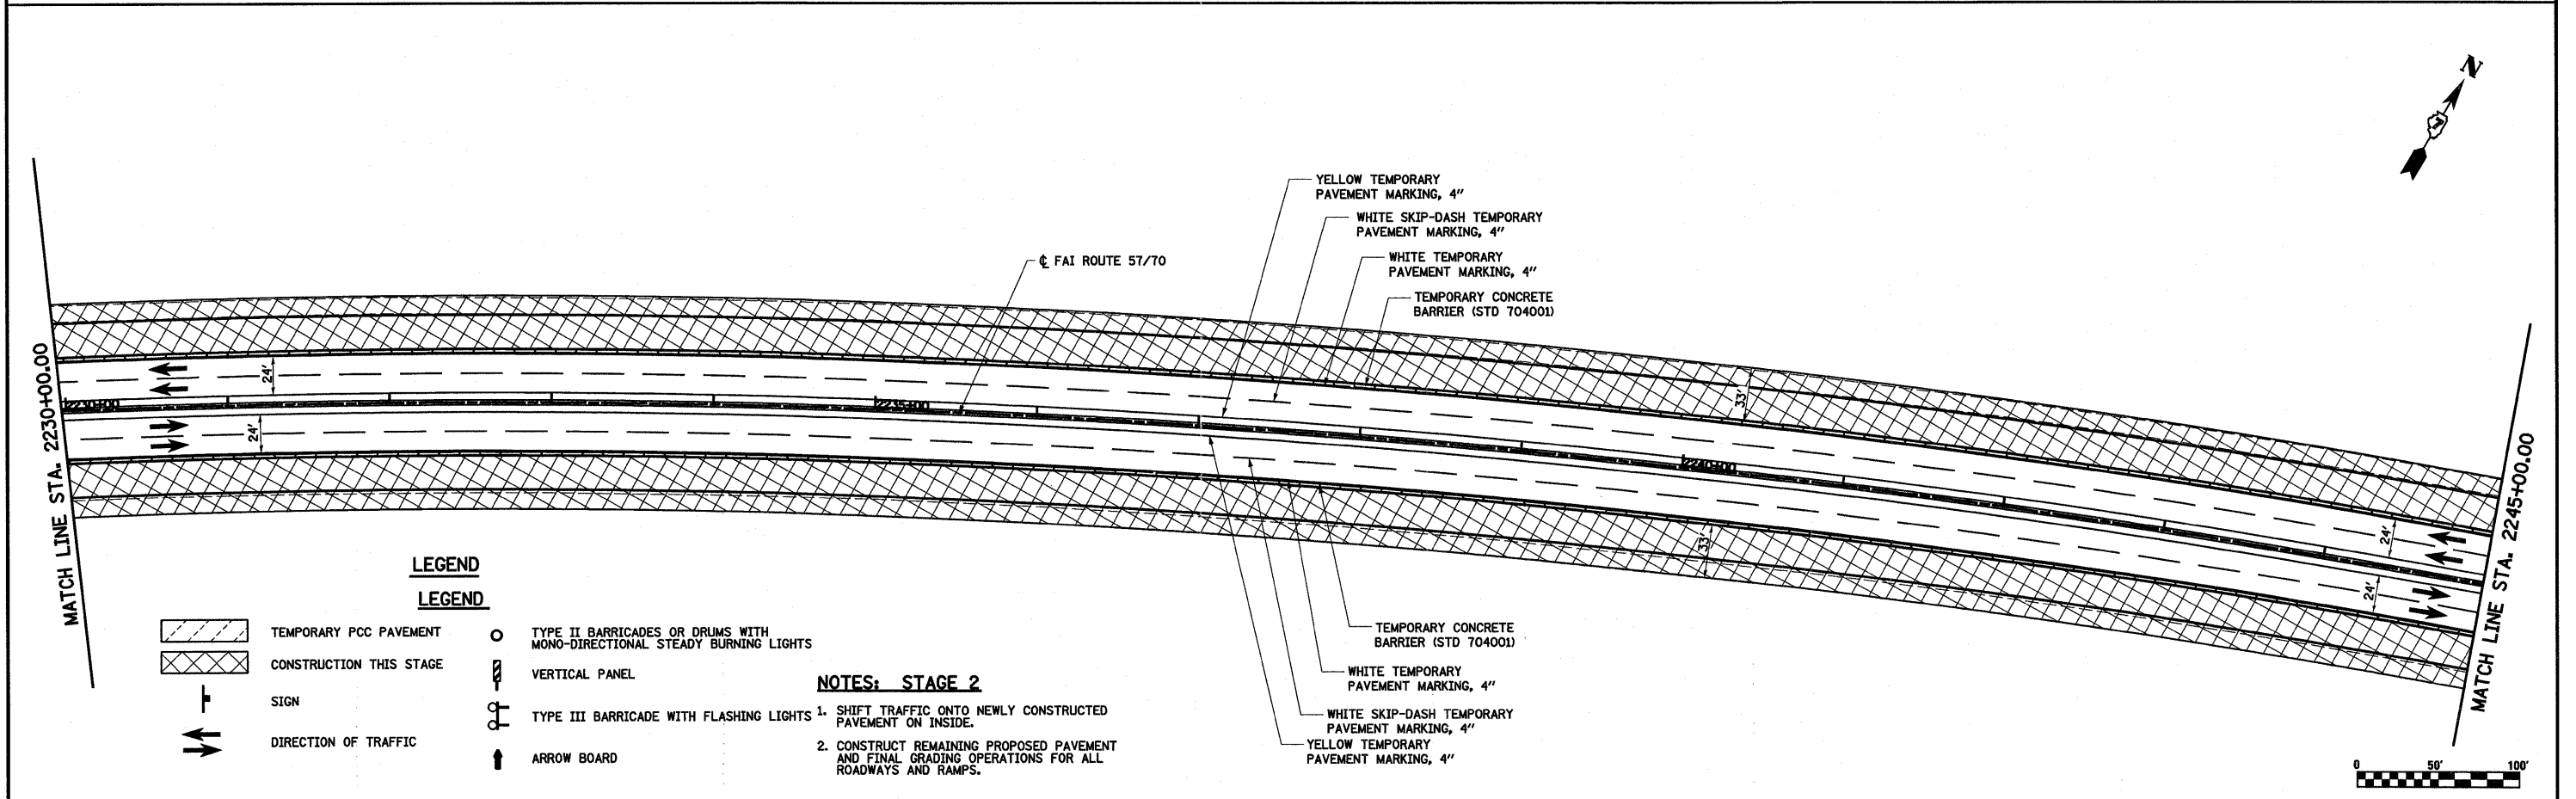 N
7
YELLOW TEMPORARY
PAVEMENT MARKING, 4"
WHITE SKIP-DASH TEMPORARY
PAVEMENT MARKING, 4"
WHITE TEMPORARY
PAVEMENT MARKING, 4"
TEMPORARY CONCRETE
BARRIER (STD 704001)
℄ FAI ROUTE 57/70
MATCH LINE STA. 2230+00.00
24'
24'
2230+00
2235+00
2240+00
33'
33'
24'
24'
MATCH LINE STA. 2245+00.00
LEGEND
LEGEND
TEMPORARY PCC PAVEMENT
CONSTRUCTION THIS STAGE
SIGN
DIRECTION OF TRAFFIC
TYPE II BARRICADES OR DRUMS WITH
MONO-DIRECTIONAL STEADY BURNING LIGHTS
VERTICAL PANEL
TYPE III BARRICADE WITH FLASHING LIGHTS
ARROW BOARD
NOTES: STAGE 2
1. SHIFT TRAFFIC ONTO NEWLY CONSTRUCTED
PAVEMENT ON INSIDE.
2. CONSTRUCT REMAINING PROPOSED PAVEMENT
AND FINAL GRADING OPERATIONS FOR ALL
ROADWAYS AND RAMPS.
TEMPORARY CONCRETE
BARRIER (STD 704001)
WHITE TEMPORARY
PAVEMENT MARKING, 4"
WHITE SKIP-DASH TEMPORARY
PAVEMENT MARKING, 4"
YELLOW TEMPORARY
PAVEMENT MARKING, 4"
0 50' 100'